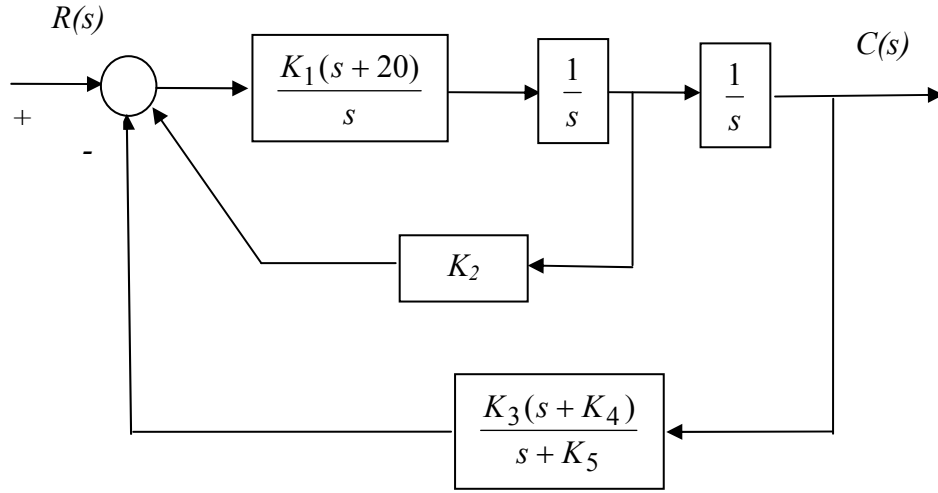 R(s)
C(s)
+
-
K₁(s + 20)
s
1
s
1
s
K₂
K₃(s + K₄)
s + K₅